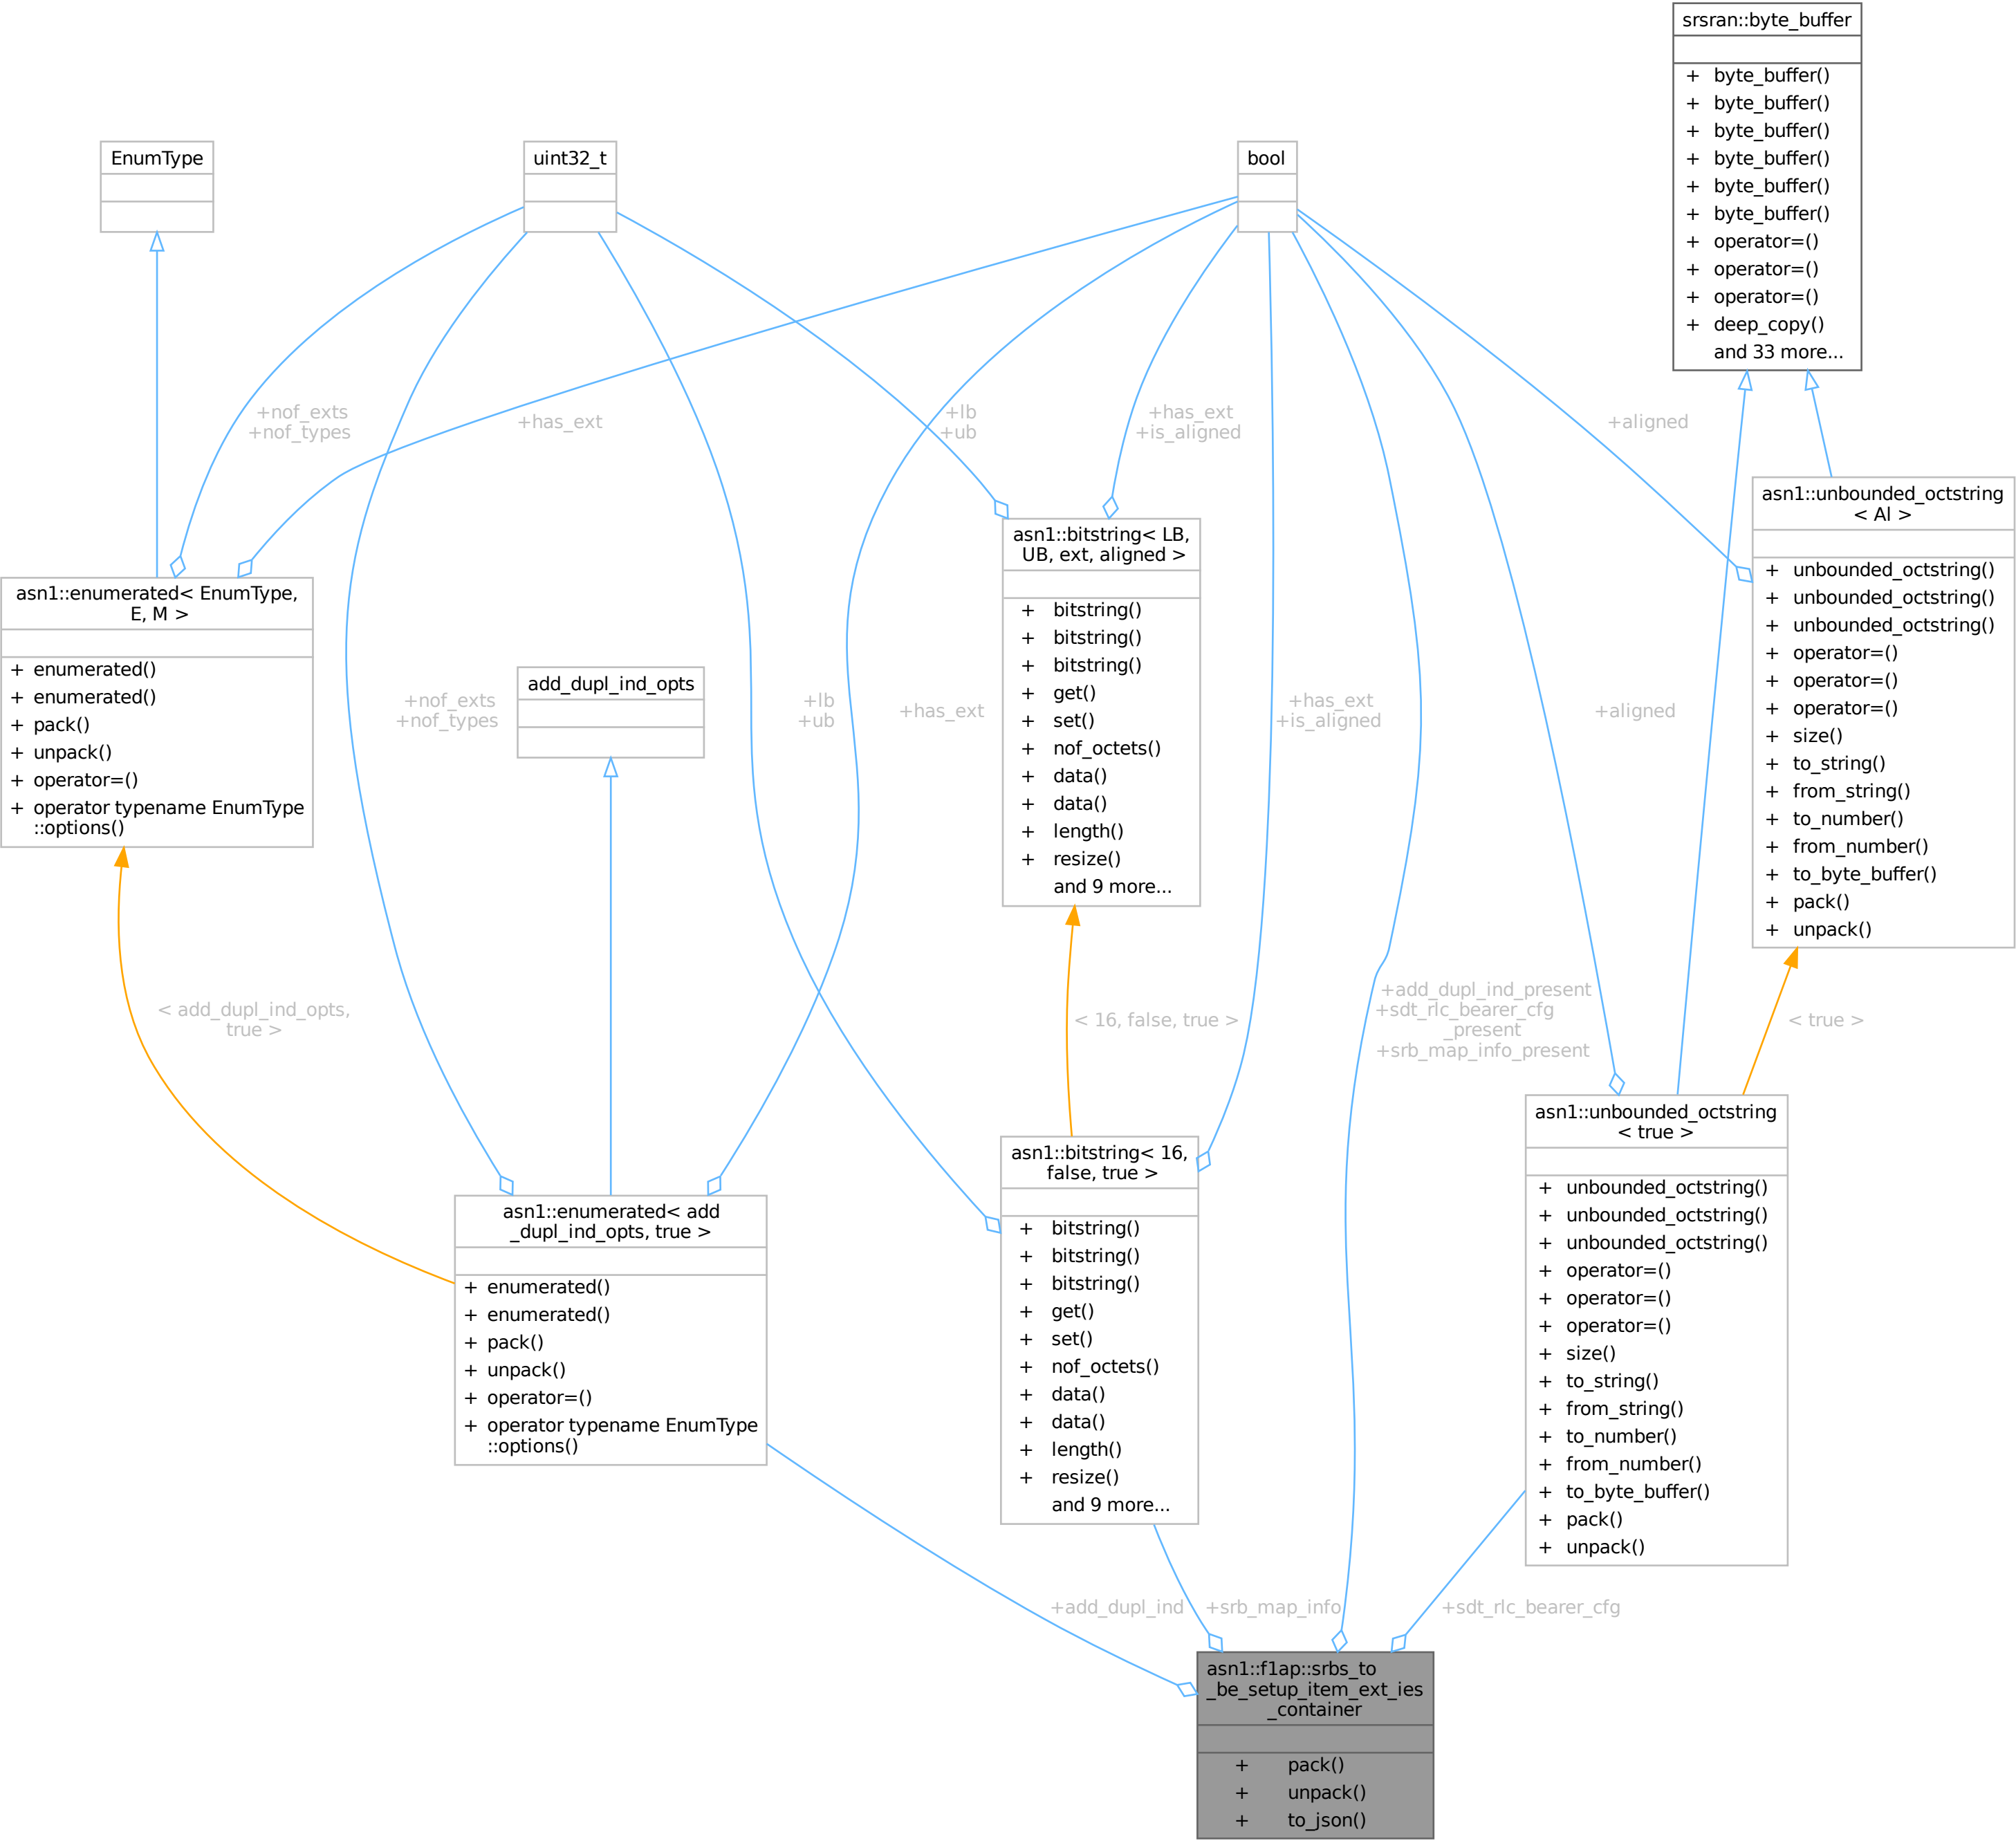 srsran::byte_buffer
+ byte_buffer()
+ byte_buffer()
+ byte_buffer()
+ byte_buffer()
+ byte_buffer()
+ byte_buffer()
+ operator=()
+ operator=()
+ operator=()
+ deep_copy()
and 33 more...
EnumType
uint32_t
bool
+nof_exts
+nof_types
+has_ext
+lb
+ub
+has_ext
+is_aligned
+aligned
asn1::unbounded_octstring
< Al >
+ unbounded_octstring()
+ unbounded_octstring()
+ unbounded_octstring()
+ operator=()
+ operator=()
+ operator=()
+ size()
+ to_string()
+ from_string()
+ to_number()
+ from_number()
+ to_byte_buffer()
+ pack()
+ unpack()
asn1::bitstring< LB,
UB, ext, aligned >
+ bitstring()
+ bitstring()
+ bitstring()
+ get()
+ set()
+ nof_octets()
+ data()
+ data()
+ length()
+ resize()
and 9 more...
asn1::enumerated< EnumType,
E, M >
+ enumerated()
+ enumerated()
+ pack()
+ unpack()
+ operator=()
+ operator typename EnumType
::options()
add_dupl_ind_opts
+nof_exts
+nof_types
+lb
+ub
+has_ext
+has_ext
+is_aligned
+aligned
< add_dupl_ind_opts,
true >
< 16, false, true >
+add_dupl_ind_present
+sdt_rlc_bearer_cfg
_present
+srb_map_info_present
< true >
asn1::unbounded_octstring
< true >
+ unbounded_octstring()
+ unbounded_octstring()
+ unbounded_octstring()
+ operator=()
+ operator=()
+ operator=()
+ size()
+ to_string()
+ from_string()
+ to_number()
+ from_number()
+ to_byte_buffer()
+ pack()
+ unpack()
asn1::bitstring< 16,
false, true >
+ bitstring()
+ bitstring()
+ bitstring()
+ get()
+ set()
+ nof_octets()
+ data()
+ data()
+ length()
+ resize()
and 9 more...
asn1::enumerated< add
_dupl_ind_opts, true >
+ enumerated()
+ enumerated()
+ pack()
+ unpack()
+ operator=()
+ operator typename EnumType
::options()
+add_dupl_ind
+srb_map_info
+sdt_rlc_bearer_cfg
asn1::f1ap::srbs_to
_be_setup_item_ext_ies
_container
+ pack()
+ unpack()
+ to_json()